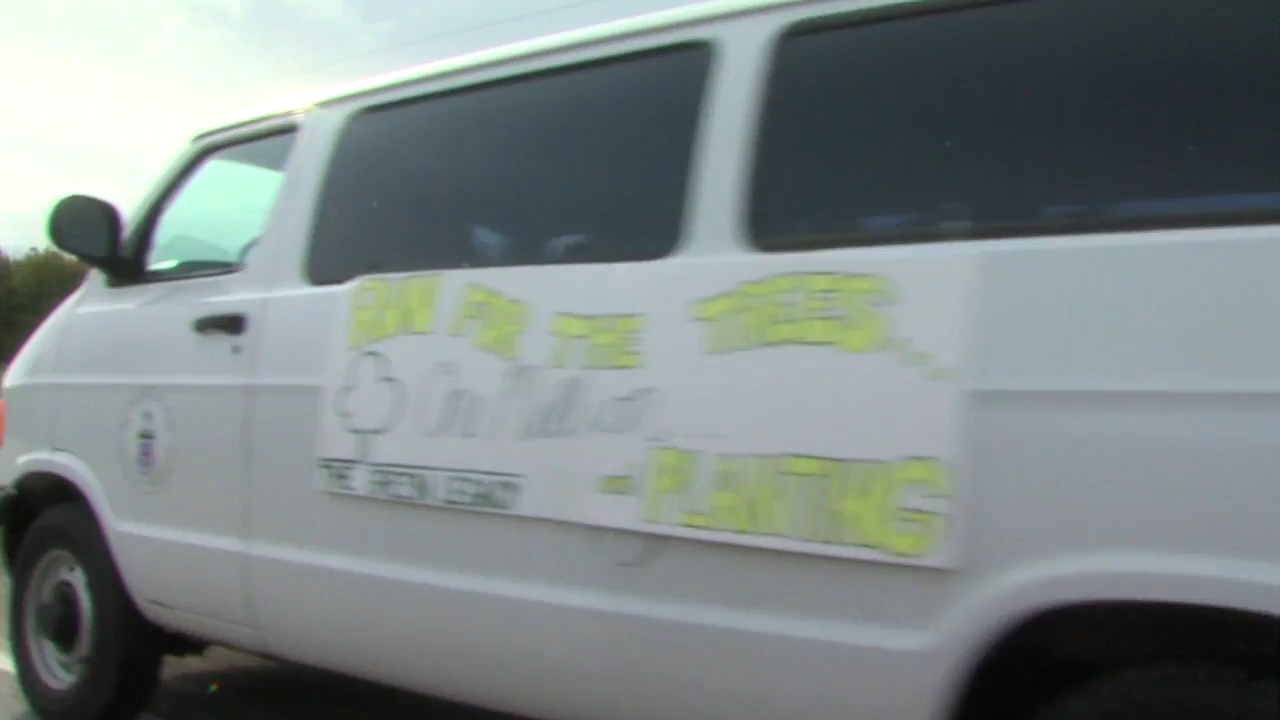 RUN FOR THE TREES...
THE GREEN LEGACY
- PLANTING